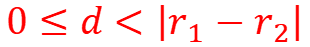 0 ≤ d < |r₁ − r₂|